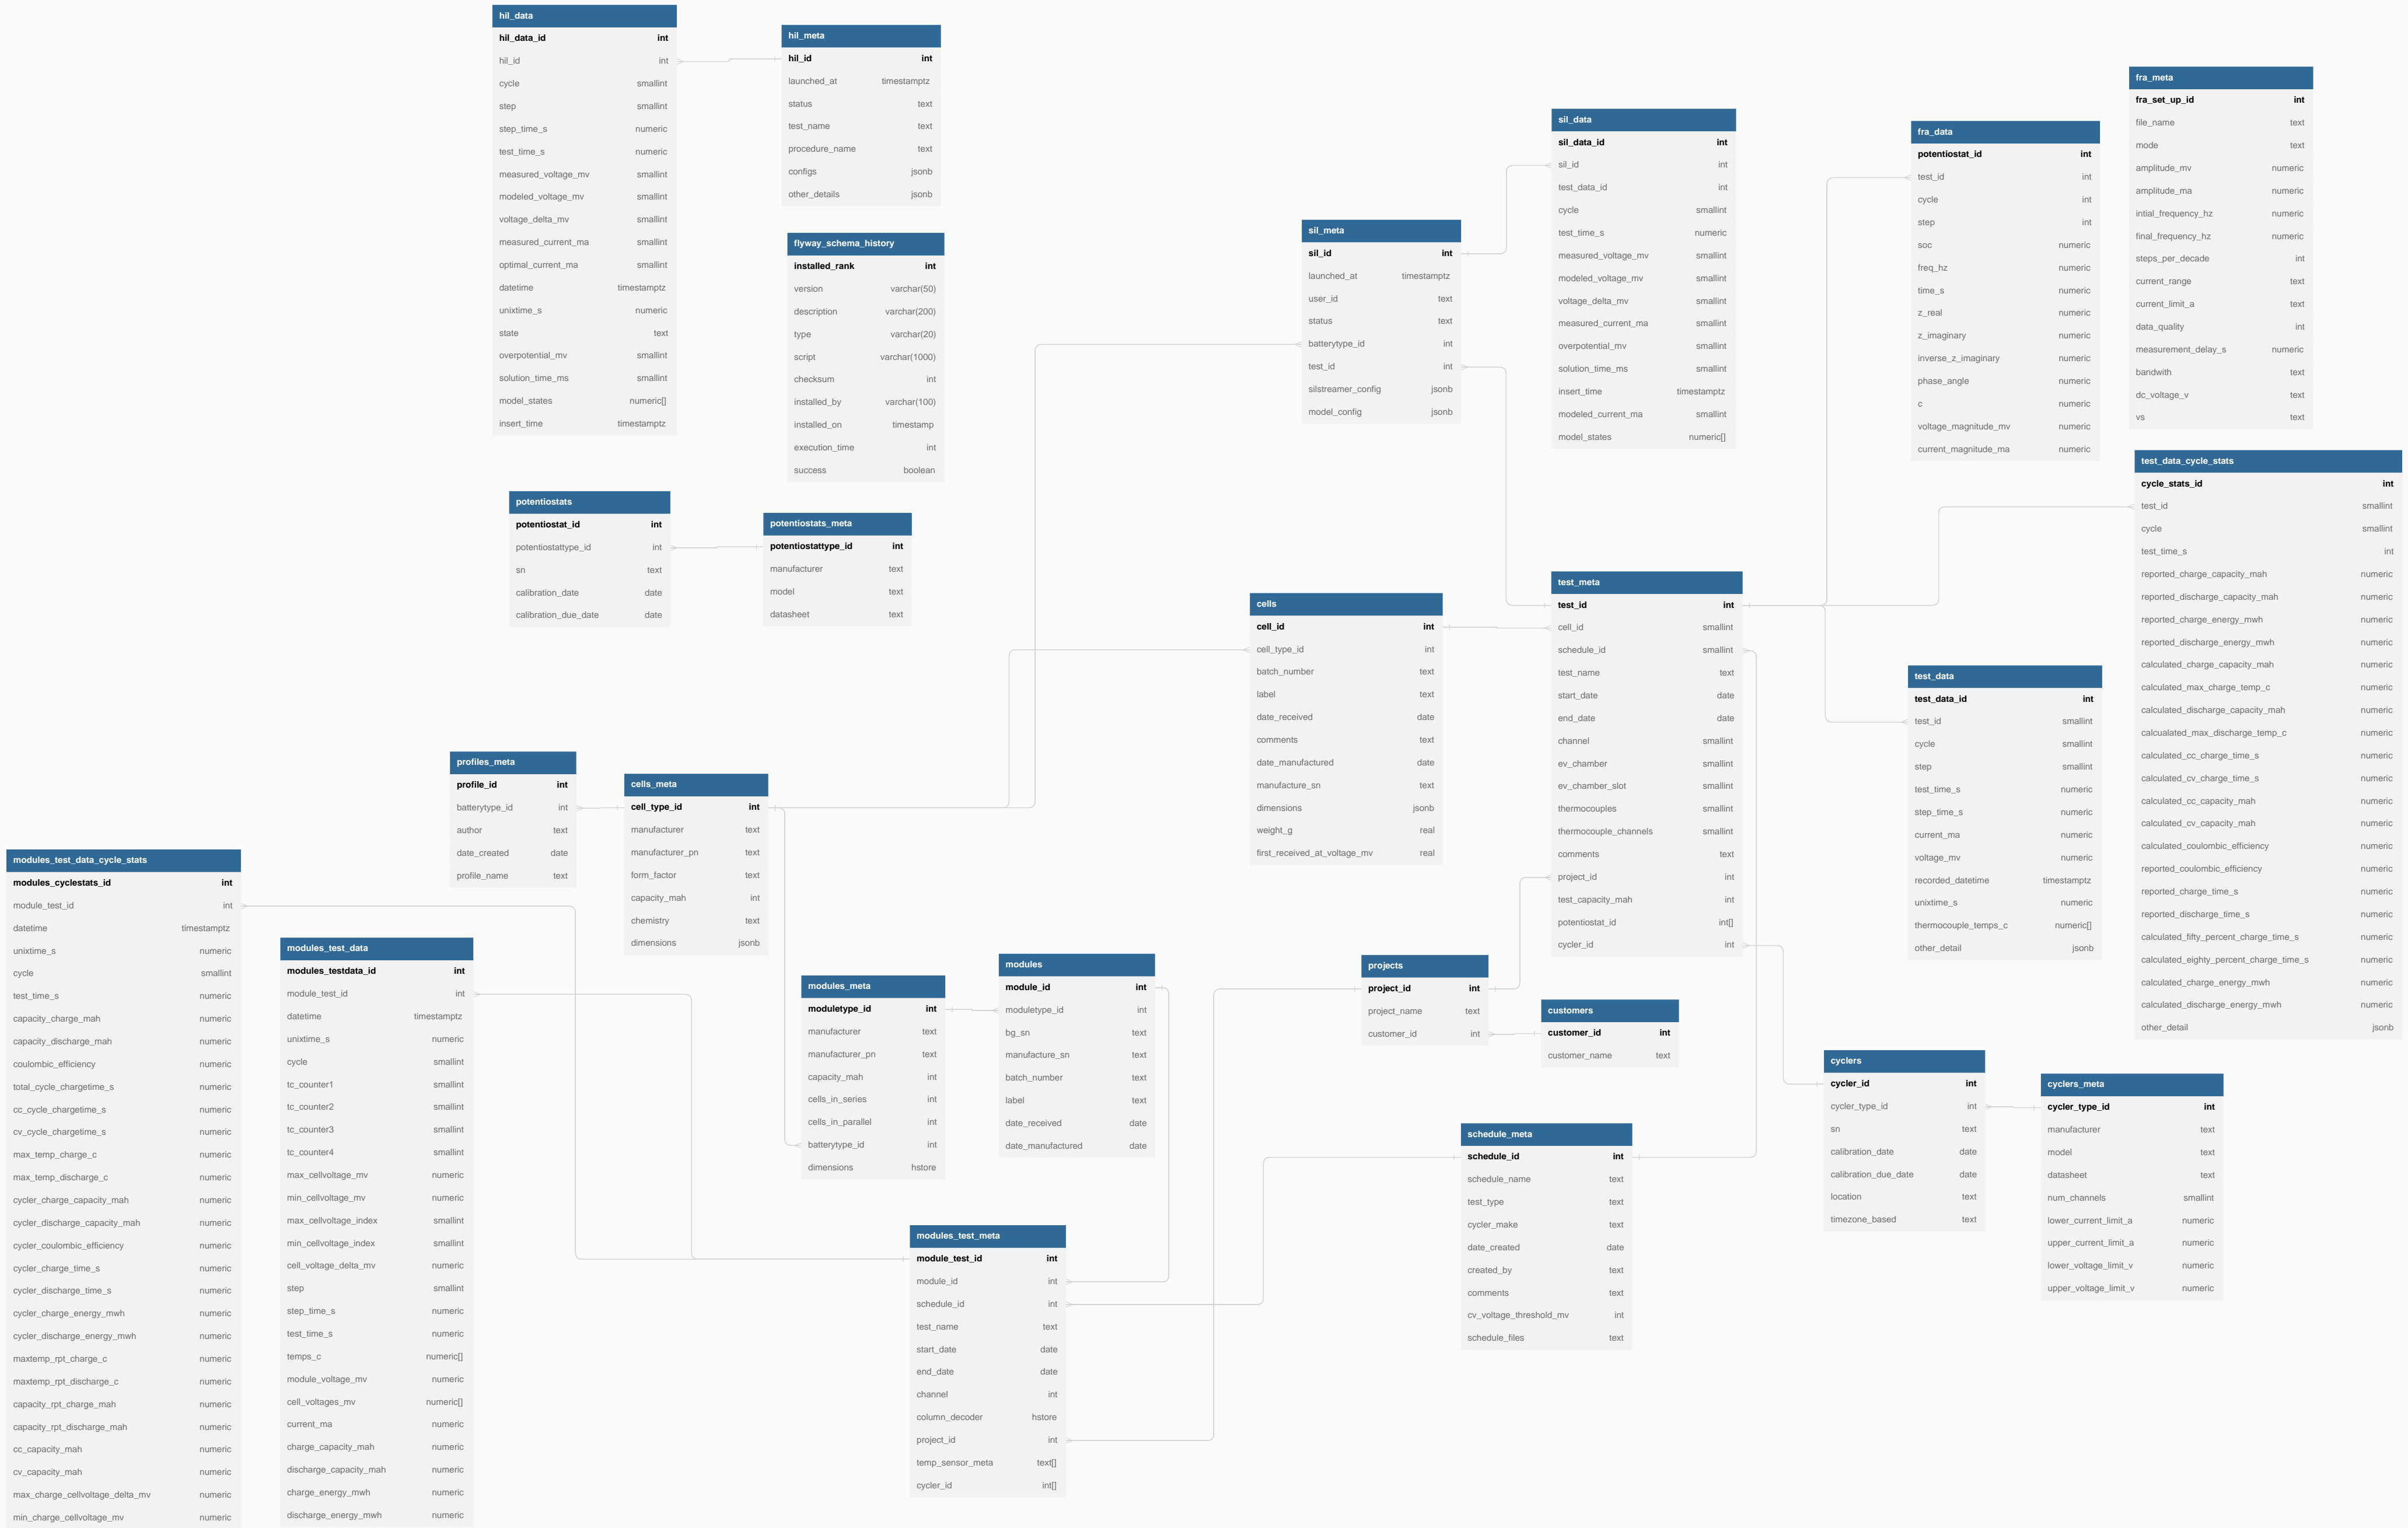 hil_data
hil_data_id int
hil_id int
cycle smallint
step smallint
step_time_s numeric
test_time_s numeric
measured_voltage_mv smallint
modeled_voltage_mv smallint
voltage_delta_mv smallint
measured_current_ma smallint
optimal_current_ma smallint
datetime timestamptz
unixtime_s numeric
state text
overpotential_mv smallint
solution_time_ms smallint
model_states numeric[]
insert_time timestamptz
hil_meta
hil_id int
launched_at timestamptz
status text
test_name text
procedure_name text
configs jsonb
other_details jsonb
flyway_schema_history
installed_rank int
version varchar(50)
description varchar(200)
type varchar(20)
script varchar(1000)
checksum int
installed_by varchar(100)
installed_on timestamp
execution_time int
success boolean
potentiostats
potentiostat_id int
potentiostattype_id int
sn text
calibration_date date
calibration_due_date date
potentiostats_meta
potentiostattype_id int
manufacturer text
model text
datasheet text
sil_meta
sil_id int
launched_at timestamptz
user_id text
status text
batterytype_id int
test_id int
silstreamer_config jsonb
model_config jsonb
sil_data
sil_data_id int
sil_id int
test_data_id int
cycle smallint
test_time_s numeric
measured_voltage_mv smallint
modeled_voltage_mv smallint
voltage_delta_mv smallint
measured_current_ma smallint
overpotential_mv smallint
solution_time_ms smallint
insert_time timestamptz
modeled_current_ma smallint
model_states numeric[]
fra_data
potentiostat_id int
test_id int
cycle int
step int
soc numeric
freq_hz numeric
time_s numeric
z_real numeric
z_imaginary numeric
inverse_z_imaginary numeric
phase_angle numeric
c numeric
voltage_magnitude_mv numeric
current_magnitude_ma numeric
fra_meta
fra_set_up_id int
file_name text
mode text
amplitude_mv numeric
amplitude_ma numeric
intial_frequency_hz numeric
final_frequency_hz numeric
steps_per_decade int
current_range text
current_limit_a text
data_quality int
measurement_delay_s numeric
bandwith text
dc_voltage_v text
vs text
test_data_cycle_stats
cycle_stats_id int
test_id smallint
cycle smallint
test_time_s int
reported_charge_capacity_mah numeric
reported_discharge_capacity_mah numeric
reported_charge_energy_mwh numeric
reported_discharge_energy_mwh numeric
calculated_charge_capacity_mah numeric
calculated_max_charge_temp_c numeric
calculated_discharge_capacity_mah numeric
calcualated_max_discharge_temp_c numeric
calculated_cc_charge_time_s numeric
calculated_cv_charge_time_s numeric
calculated_cc_capacity_mah numeric
calculated_cv_capacity_mah numeric
calculated_coulombic_efficiency numeric
reported_coulombic_efficiency numeric
reported_charge_time_s numeric
reported_discharge_time_s numeric
calculated_fifty_percent_charge_time_s numeric
calculated_eighty_percent_charge_time_s numeric
calculated_charge_energy_mwh numeric
calculated_discharge_energy_mwh numeric
other_detail jsonb
cells
cell_id int
cell_type_id int
batch_number text
label text
date_received date
comments text
date_manufactured date
manufacture_sn text
dimensions jsonb
weight_g real
first_received_at_voltage_mv real
test_meta
test_id int
cell_id smallint
schedule_id smallint
test_name text
start_date date
end_date date
channel smallint
ev_chamber smallint
ev_chamber_slot smallint
thermocouples smallint
thermocouple_channels smallint
comments text
project_id int
test_capacity_mah int
potentiostat_id int[]
cycler_id int
test_data
test_data_id int
test_id smallint
cycle smallint
step smallint
test_time_s numeric
step_time_s numeric
current_ma numeric
voltage_mv numeric
recorded_datetime timestamptz
unixtime_s numeric
thermocouple_temps_c numeric[]
other_detail jsonb
profiles_meta
profile_id int
batterytype_id int
author text
date_created date
profile_name text
cells_meta
cell_type_id int
manufacturer text
manufacturer_pn text
form_factor text
capacity_mah int
chemistry text
dimensions jsonb
modules_test_data_cycle_stats
modules_cyclestats_id int
module_test_id int
datetime timestamptz
unixtime_s numeric
cycle smallint
test_time_s numeric
capacity_charge_mah numeric
capacity_discharge_mah numeric
coulombic_efficiency numeric
total_cycle_chargetime_s numeric
cc_cycle_chargetime_s numeric
cv_cycle_chargetime_s numeric
max_temp_charge_c numeric
max_temp_discharge_c numeric
cycler_charge_capacity_mah numeric
cycler_discharge_capacity_mah numeric
cycler_coulombic_efficiency numeric
cycler_charge_time_s numeric
cycler_discharge_time_s numeric
cycler_charge_energy_mwh numeric
cycler_discharge_energy_mwh numeric
maxtemp_rpt_charge_c numeric
maxtemp_rpt_discharge_c numeric
capacity_rpt_charge_mah numeric
capacity_rpt_discharge_mah numeric
cc_capacity_mah numeric
cv_capacity_mah numeric
max_charge_cellvoltage_delta_mv numeric
min_charge_cellvoltage_mv numeric
modules_test_data
modules_testdata_id int
module_test_id int
datetime timestamptz
unixtime_s numeric
cycle smallint
tc_counter1 smallint
tc_counter2 smallint
tc_counter3 smallint
tc_counter4 smallint
max_cellvoltage_mv numeric
min_cellvoltage_mv numeric
max_cellvoltage_index smallint
min_cellvoltage_index smallint
cell_voltage_delta_mv numeric
step smallint
step_time_s numeric
test_time_s numeric
temps_c numeric[]
module_voltage_mv numeric
cell_voltages_mv numeric[]
current_ma numeric
charge_capacity_mah numeric
discharge_capacity_mah numeric
charge_energy_mwh numeric
discharge_energy_mwh numeric
modules_meta
moduletype_id int
manufacturer text
manufacturer_pn text
capacity_mah int
cells_in_series int
cells_in_parallel int
batterytype_id int
dimensions hstore
modules
module_id int
moduletype_id int
bg_sn text
manufacture_sn text
batch_number text
label text
date_received date
date_manufactured date
projects
project_id int
project_name text
customer_id int
customers
customer_id int
customer_name text
cyclers
cycler_id int
cycler_type_id int
sn text
calibration_date date
calibration_due_date date
location text
timezone_based text
cyclers_meta
cycler_type_id int
manufacturer text
model text
datasheet text
num_channels smallint
lower_current_limit_a numeric
upper_current_limit_a numeric
lower_voltage_limit_v numeric
upper_voltage_limit_v numeric
schedule_meta
schedule_id int
schedule_name text
test_type text
cycler_make text
date_created date
created_by text
comments text
cv_voltage_threshold_mv int
schedule_files text
modules_test_meta
module_test_id int
module_id int
schedule_id int
test_name text
start_date date
end_date date
channel int
column_decoder hstore
project_id int
temp_sensor_meta text[]
cycler_id int[]